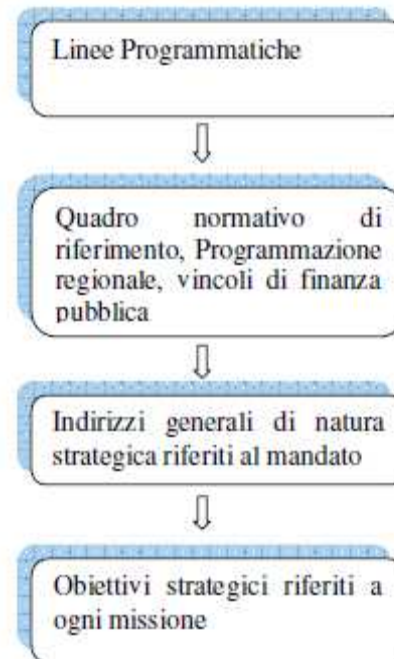 Linee Programmatiche
Quadro normativo di
riferimento, Programmazione
regionale, vincoli di finanza
pubblica
Indirizzi generali di natura
strategica riferiti al mandato
Obiettivi strategici riferiti a
ogni missione